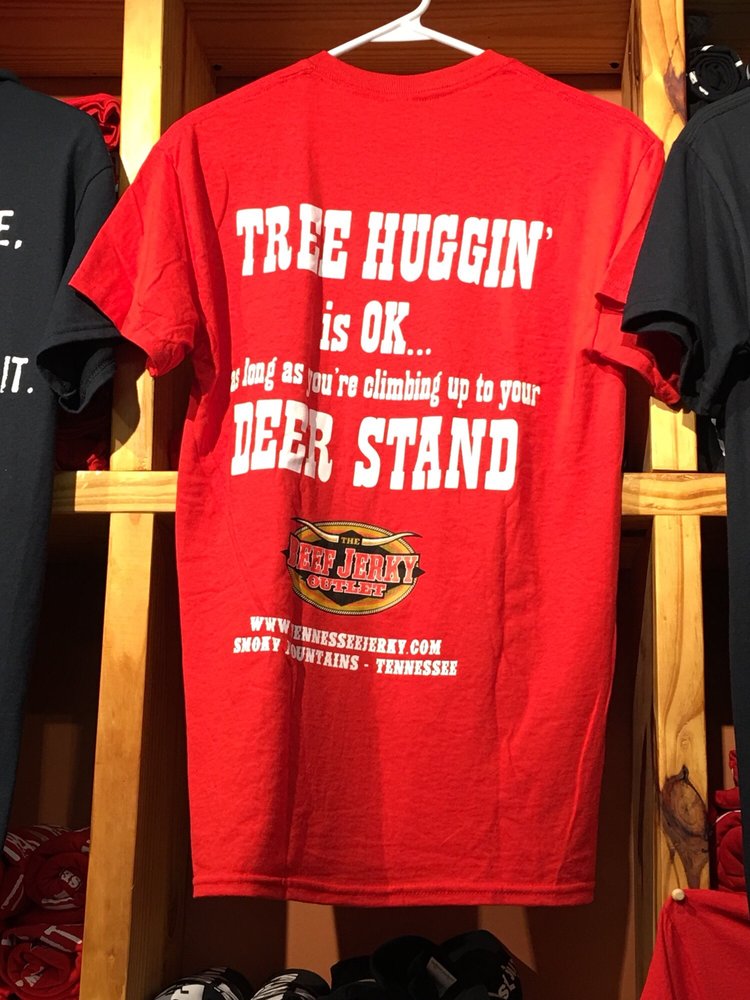 TREE HUGGIN'
is OK...
as long as you're climbing up to your
DEER STAND
THE
BEEF JERKY
OUTLET
WWW.TENNESSEEJERKY.COM
SMOKY MOUNTAINS - TENNESSEE
E,
IT.